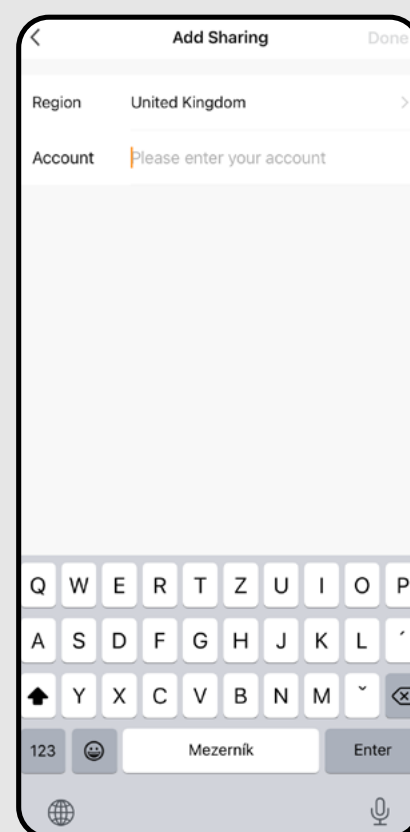 Add Sharing Done
Region United Kingdom
Account Please enter your account
Q W E R T Z U I O P
A S D F G H J K L ´
Y X C V B N M ˇ
123 Mezerník Enter